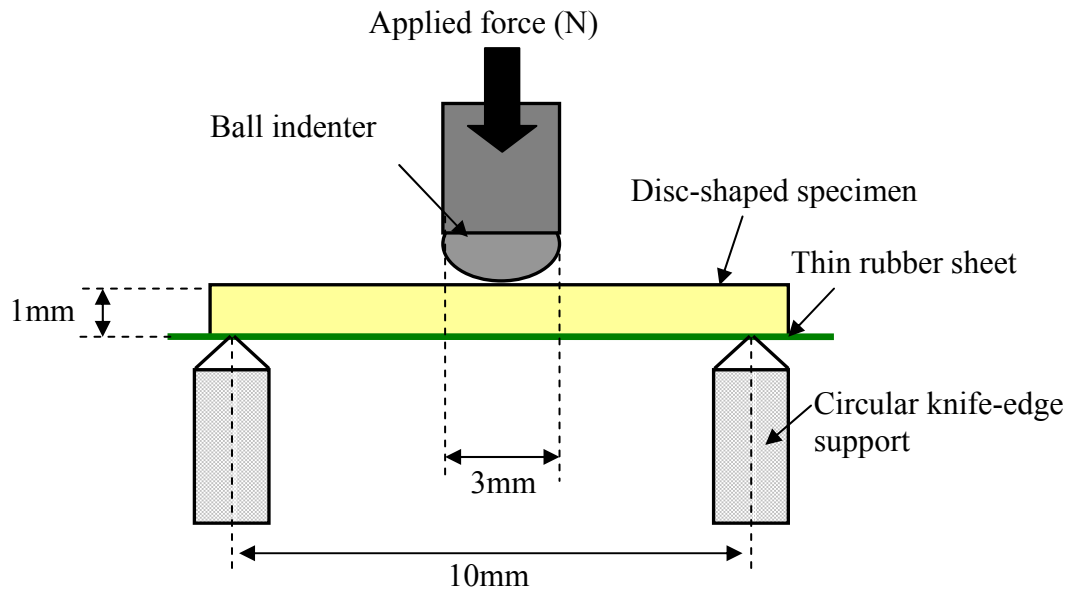 Applied force (N)
Ball indenter
Disc-shaped specimen
Thin rubber sheet
1mm
Circular knife-edge
support
3mm
10mm